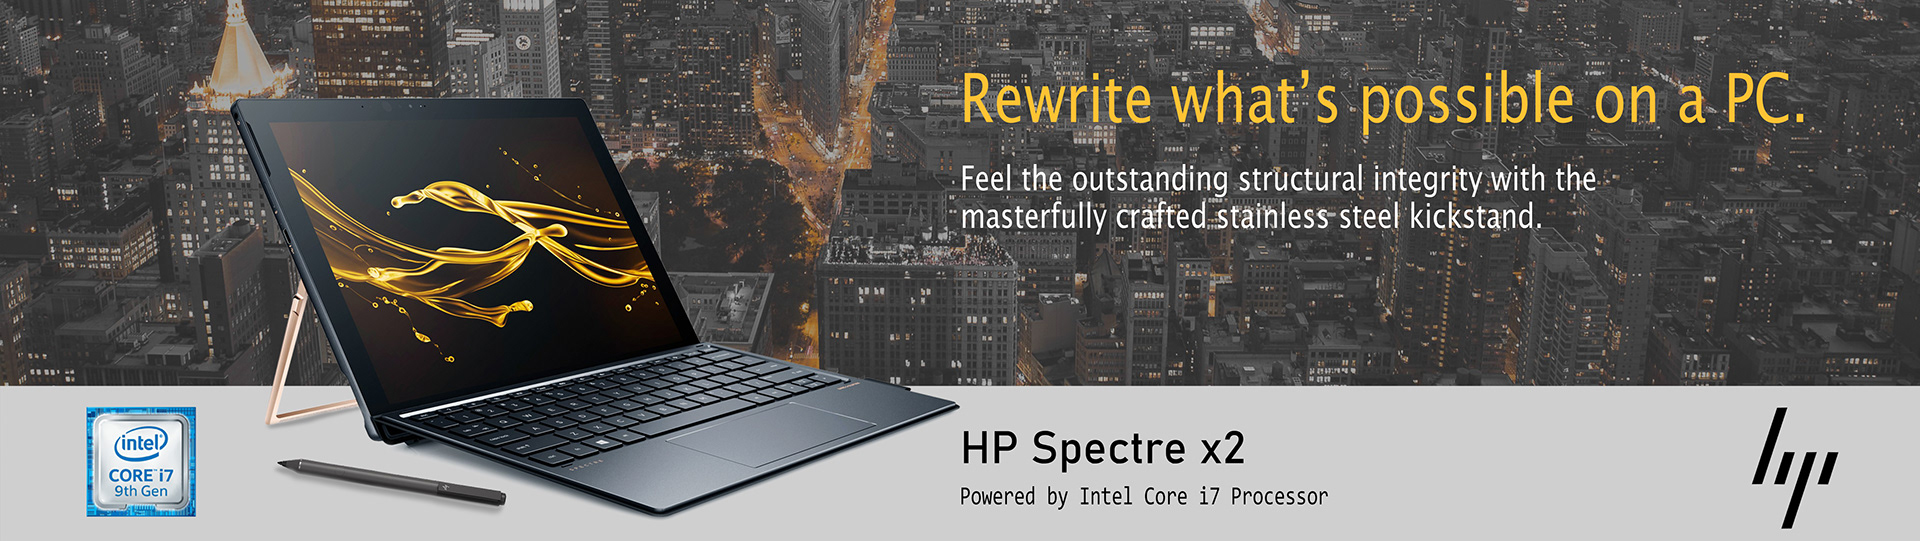 Rewrite what's possible on a PC.
Feel the outstanding structural integrity with the
masterfully crafted stainless steel kickstand.
intel
CORE i7
9th Gen
HP Spectre x2
Powered by Intel Core i7 Processor
hp